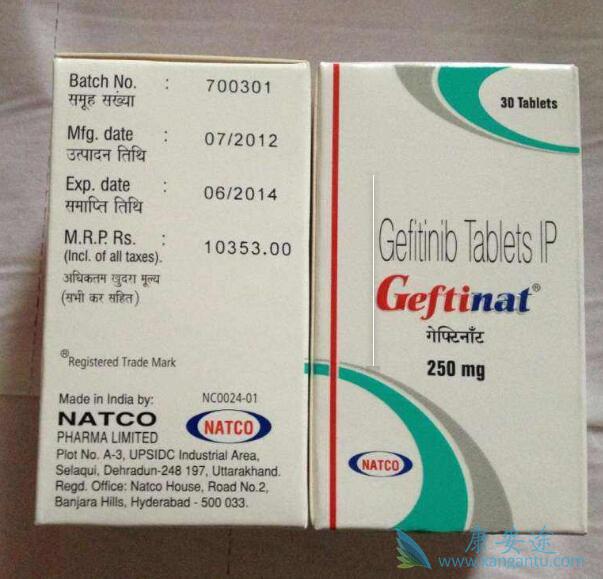 Batch No. : 700301
समूह संख्या
Mfg. date : 07/2012
उत्पादन तिथि
Exp. date : 06/2014
समाप्ति तिथि
M.R.P. Rs. : 10353.00
(Incl. of all taxes).
अधिकतम खुदरा मूल्य
(सभी कर सहित)
®Registered Trade Mark
Made in India by: NC0024-01
NATCO
PHARMA LIMITED
NATCO
Plot No. A-3, UPSIDC Industrial Area,
Selaqui, Dehradun-248 197, Uttarakhand.
Regd. Office: Natco House, Road No.2,
Banjara Hills, Hyderabad - 500 033.
30 Tablets
Gefitinib Tablets IP
Geftinat®
गेफ्टिनॉट
250 mg
NATCO
康安途
www.kangantu.com